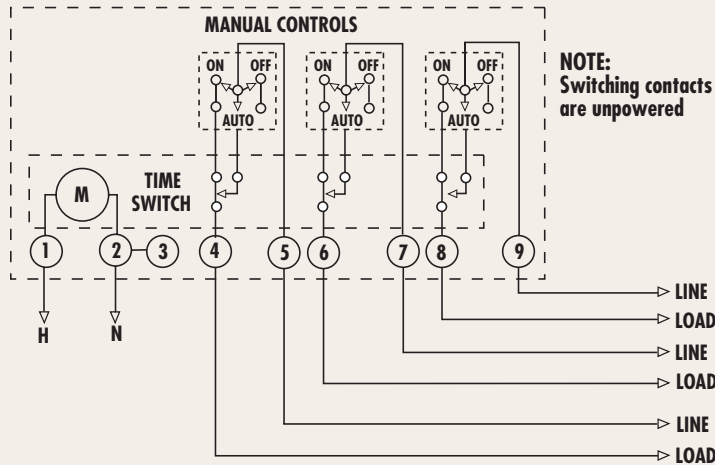 MANUAL CONTROLS
ON OFF ON OFF ON OFF
AUTO AUTO AUTO
NOTE:
Switching contacts
are unpowered
M
TIME
SWITCH
1 2 3 4 5 6 7 8 9
H N
LINE
LOAD
LINE
LOAD
LINE
LOAD